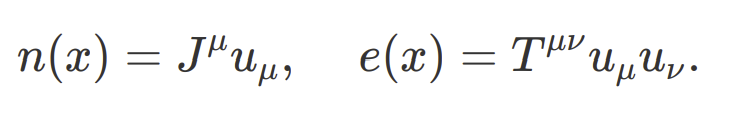 n(x) = J^μ u_μ,  e(x) = T^{μν} u_μ u_ν.